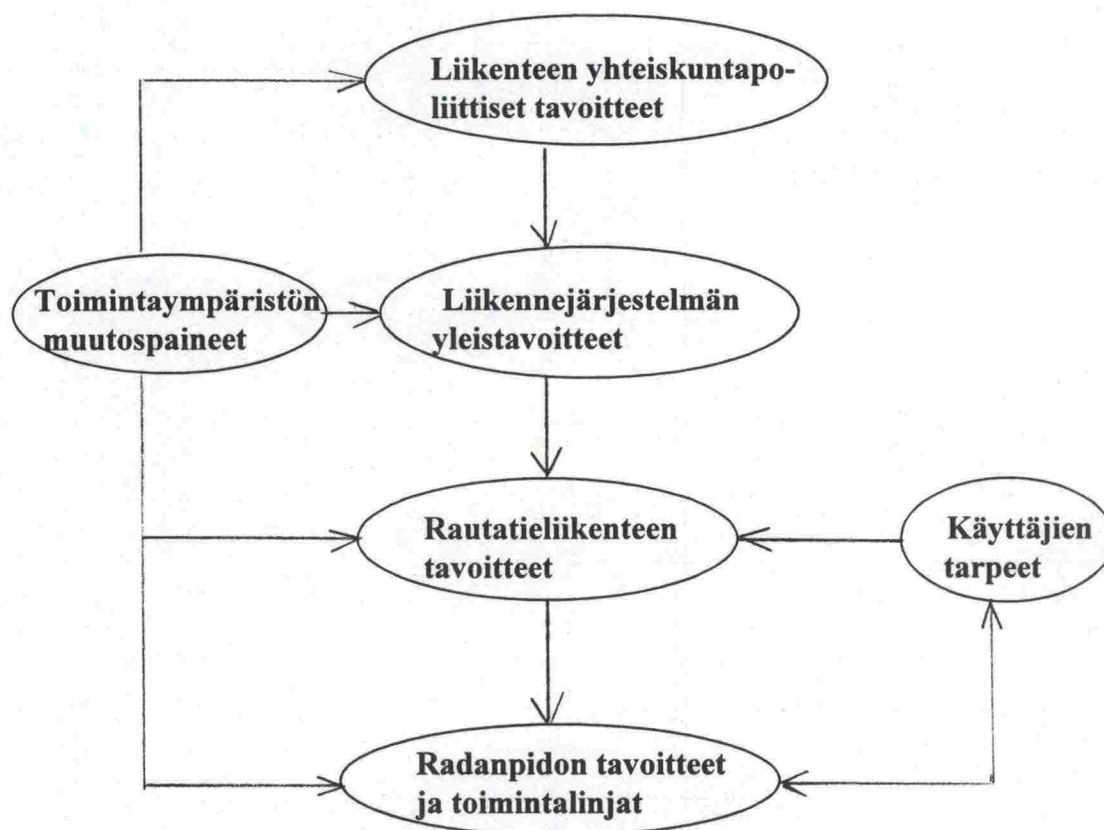 Liikenteen yhteiskuntapo-
liittiset tavoitteet
Toimintaympäristön
muutospaineet
Liikennejärjestelmän
yleistavoitteet
Rautatieliikenteen
tavoitteet
Käyttäjien
tarpeet
Radanpidon tavoitteet
ja toimintalinjat